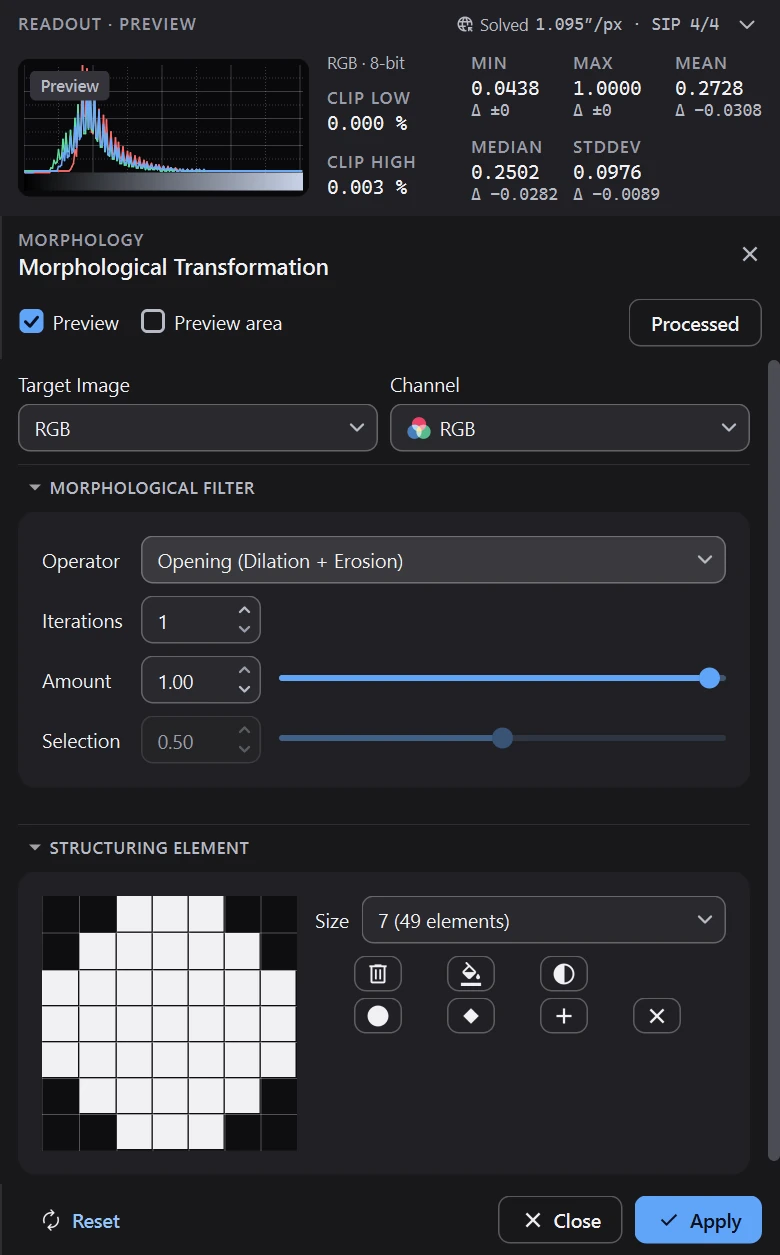 READOUT · PREVIEW
Solved 1.095″/px · SIP 4/4
Preview
RGB · 8-bit
CLIP LOW
0.000 %
CLIP HIGH
0.003 %
MIN MAX MEAN
0.0438 1.0000 0.2728
Δ ±0 Δ ±0 Δ −0.0308
MEDIAN STDDEV
0.2502 0.0976
Δ −0.0282 Δ −0.0089
MORPHOLOGY
Morphological Transformation
Preview Preview area Processed
Target Image Channel
RGB RGB
MORPHOLOGICAL FILTER
Operator Opening (Dilation + Erosion)
Iterations 1
Amount 1.00
Selection 0.50
STRUCTURING ELEMENT
Size 7 (49 elements)
Reset Close Apply